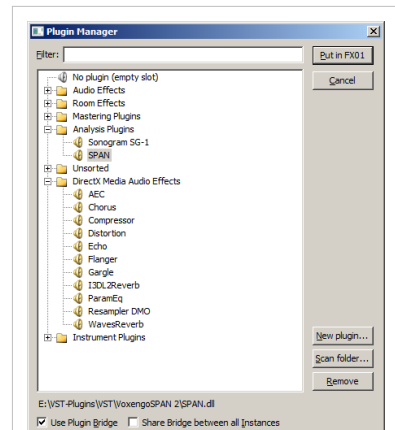 Plugin Manager
Filter:
Put in FX01
No plugin (empty slot)
Cancel
Audio Effects
Room Effects
Mastering Plugins
Analysis Plugins
Sonogram SG-1
SPAN
Unsorted
DirectX Media Audio Effects
AEC
Chorus
Compressor
Distortion
Echo
Flanger
Gargle
I3DL2Reverb
ParamEq
Resampler DMO
WavesReverb
Instrument Plugins
New plugin...
Scan folder...
Remove
E:\VST-Plugins\VST\VoxengoSPAN 2\SPAN.dll
Use Plugin Bridge Share Bridge between all Instances